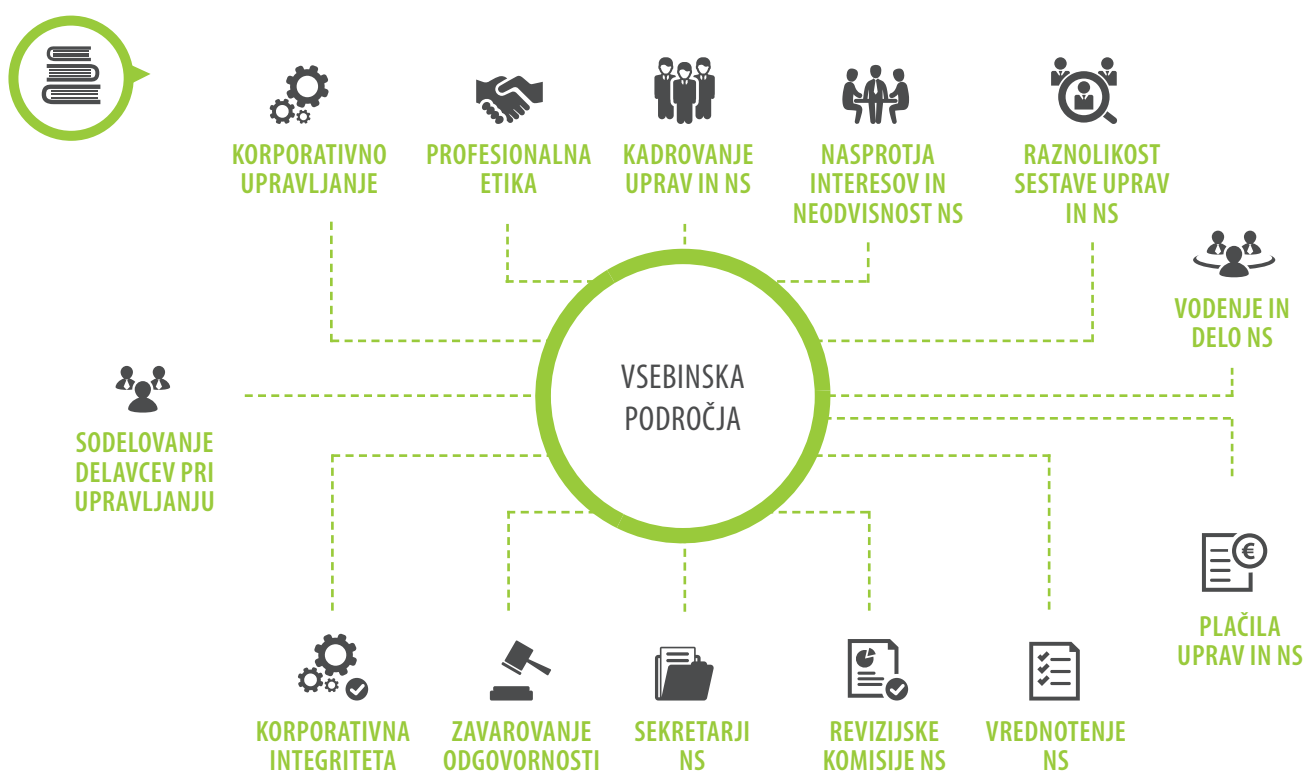 KORPORATIVNO
UPRAVLJANJE
PROFESIONALNA
ETIKA
KADROVANJE
UPRAV IN NS
NASPROTJA
INTERESOV IN
NEODVISNOST NS
RAZNOLIKOST
SESTAVE UPRAV
IN NS
VODENJE IN
DELO NS
VSEBINSKA
PODROČJA
SODELOVANJE
DELAVCEV PRI
UPRAVLJANJU
€
PLAČILA
UPRAV IN NS
KORPORATIVNA
INTEGRITETA
ZAVAROVANJE
ODGOVORNOSTI
SEKRETARJI
NS
REVIZIJSKE
KOMISIJE NS
VREDNOTENJE
NS